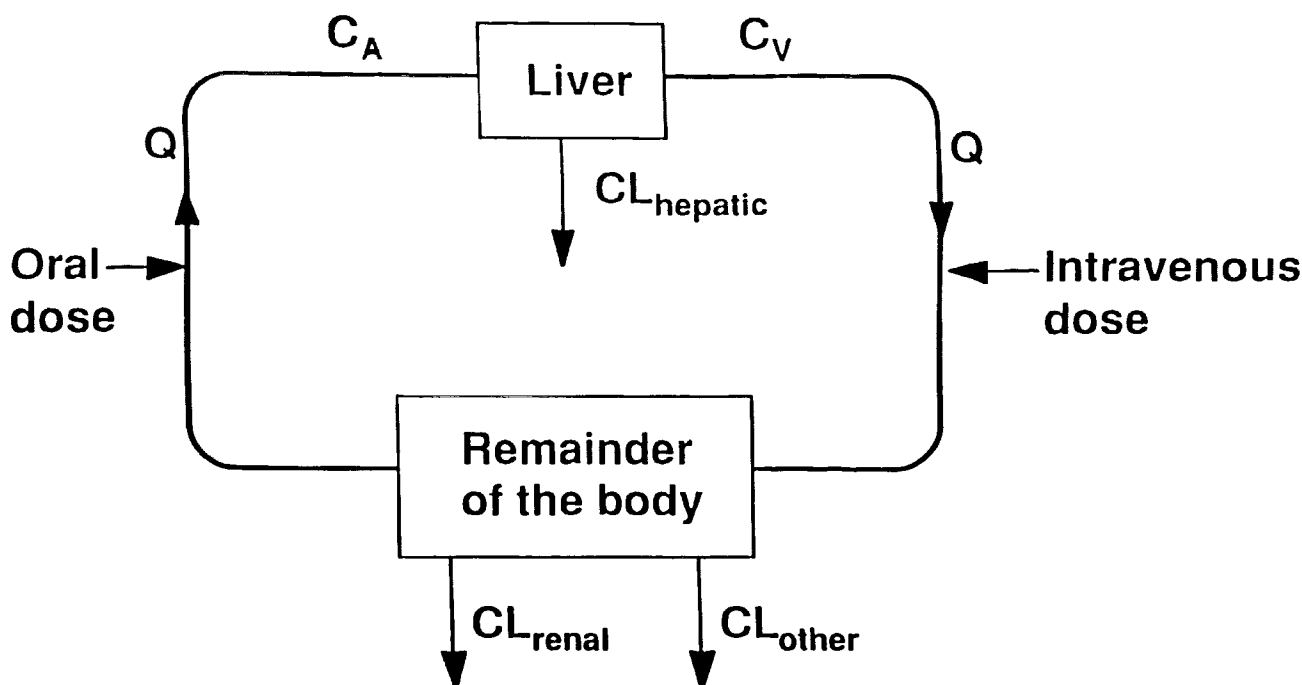 C_A
C_V
Liver
Q
Q
CL_hepatic
Oral
dose
Intravenous
dose
Remainder
of the body
CL_renal
CL_other